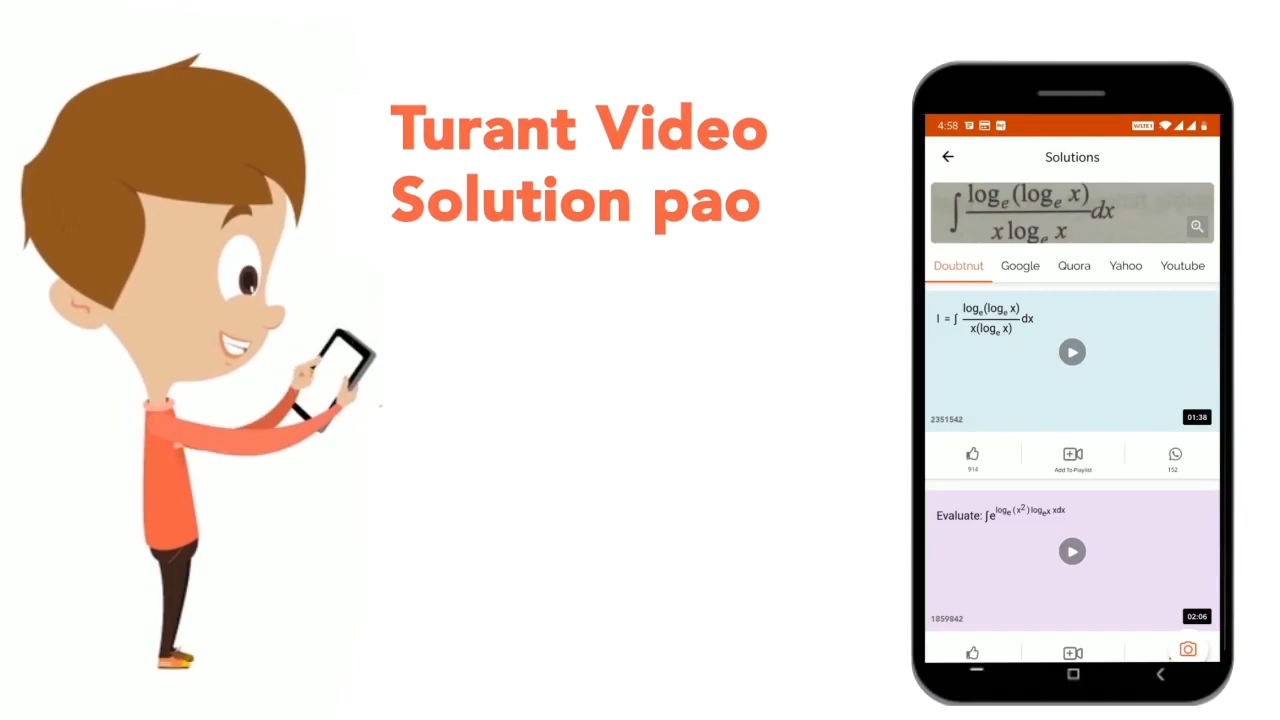 Turant Video
Solution pao
4:58
VoLTE1
Solutions
∫ logₑ(logₑ x) / x logₑ x dx
Doubtnut Google Quora Yahoo Youtube
I = ∫ logₑ(logₑ x) / x(logₑ x) dx
2351542 01:38
914 Add To Playlist 152
Evaluate: ∫e^logₑ(x²)logₑx xdx
1859842 02:06